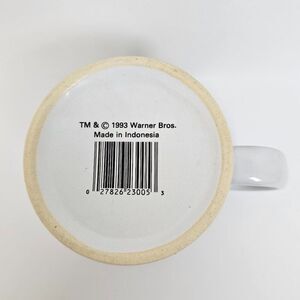 TM & © 1993 Warner Bros.
Made in Indonesia
0 27826 23005 3